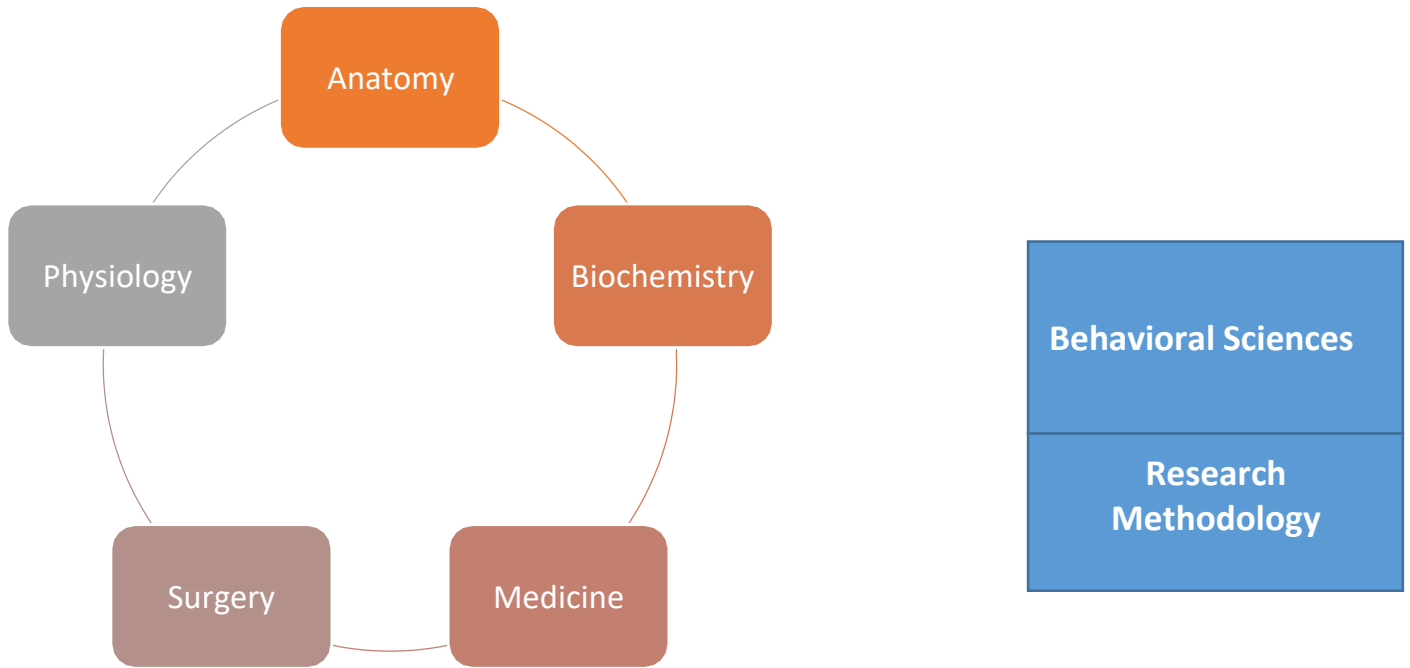 Anatomy
Physiology
Biochemistry
Surgery
Medicine
Behavioral Sciences
Research
Methodology